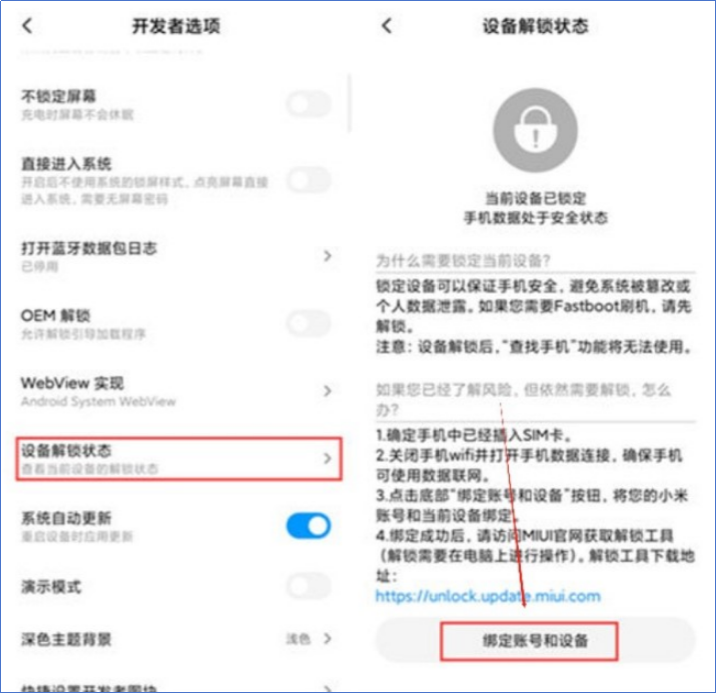 开发者选项
不锁定屏幕
充电时屏幕不会休眠
直接进入系统
开启后不使用系统的锁屏样式，点亮屏幕直接
进入系统，需要无屏幕密码
打开蓝牙数据包日志
已停用
OEM 解锁
允许解锁引导加载程序
WebView 实现
Android System WebView
设备解锁状态
查看当前设备的解锁状态
系统自动更新
重启设备时应用更新
演示模式
深色主题背景
浅色
快捷设置开发者图块
设备解锁状态
当前设备已锁定
手机数据处于安全状态
为什么需要锁定当前设备？
锁定设备可以保证手机安全，避免系统被篡改或
个人数据泄露。如果您需要Fastboot刷机，请先
解锁。
注意：设备解锁后，“查找手机”功能将无法使用。
如果您已经了解风险，但依然需要解锁，怎么
办？
1.确定手机中已经插入SIM卡。
2.关闭手机wifi并打开手机数据连接，确保手机
可使用数据联网。
3.点击底部“绑定账号和设备”按钮，将您的小米
账号和当前设备绑定。
4.绑定成功后，请访问MIUI官网获取解锁工具
（解锁需要在电脑上进行操作）。解锁工具下载地
址：
https://unlock.update.miui.com
绑定账号和设备